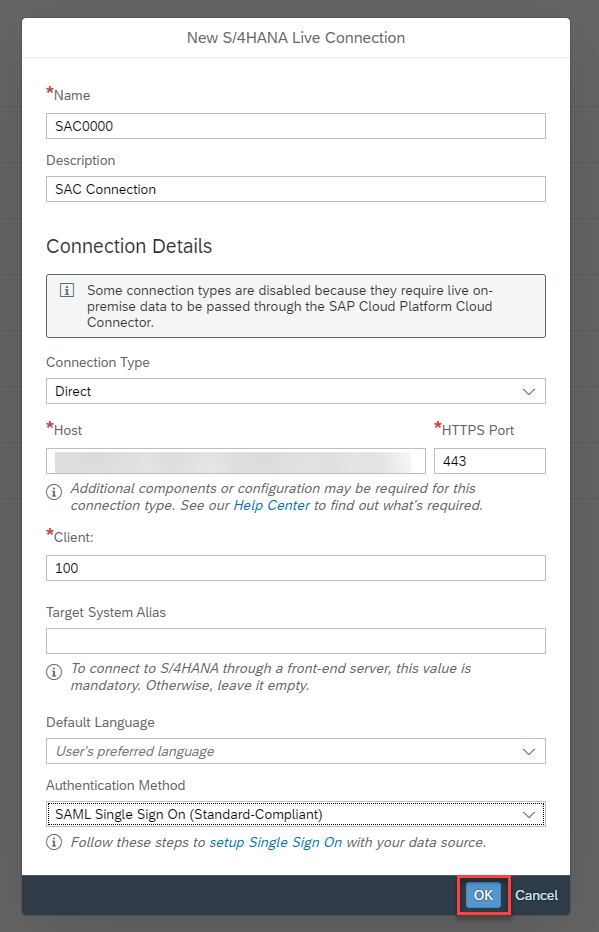 New S/4HANA Live Connection
*Name
SAC0000
Description
SAC Connection
Connection Details
Some connection types are disabled because they require live on-
premise data to be passed through the SAP Cloud Platform Cloud
Connector.
Connection Type
Direct
*Host *HTTPS Port
443
Additional components or configuration may be required for this
connection type. See our Help Center to find out what's required.
*Client:
100
Target System Alias
To connect to S/4HANA through a front-end server, this value is
mandatory. Otherwise, leave it empty.
Default Language
User's preferred language
Authentication Method
SAML Single Sign On (Standard-Compliant)
Follow these steps to setup Single Sign On with your data source.
OK Cancel